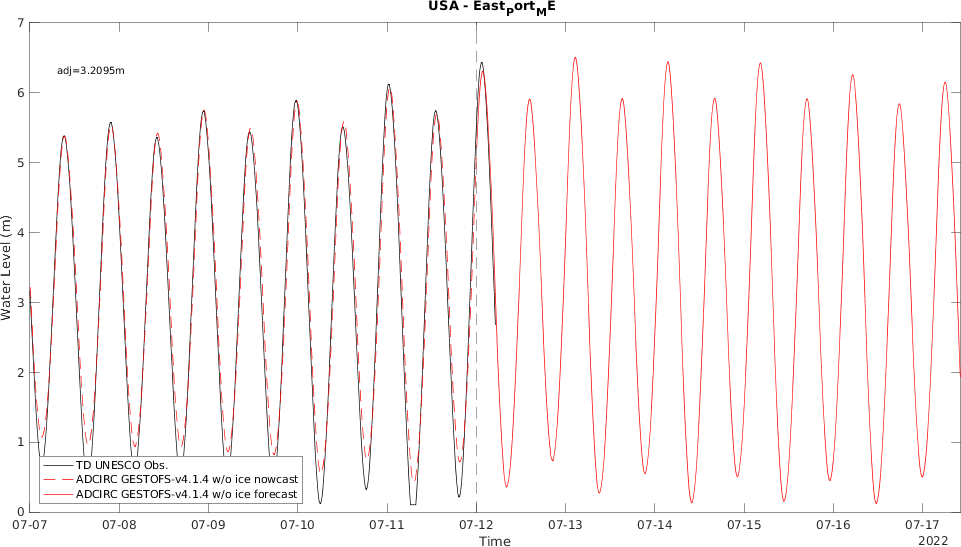 USA - EastPortME
7
adj=3.2095m
6
5
4
3
2
1
0
Water Level (m)
TD UNESCO Obs.
ADCIRC GESTOFS-v4.1.4 w/o ice nowcast
ADCIRC GESTOFS-v4.1.4 w/o ice forecast
07-07 07-08 07-09 07-10 07-11 07-12 07-13 07-14 07-15 07-16 07-17
Time
2022